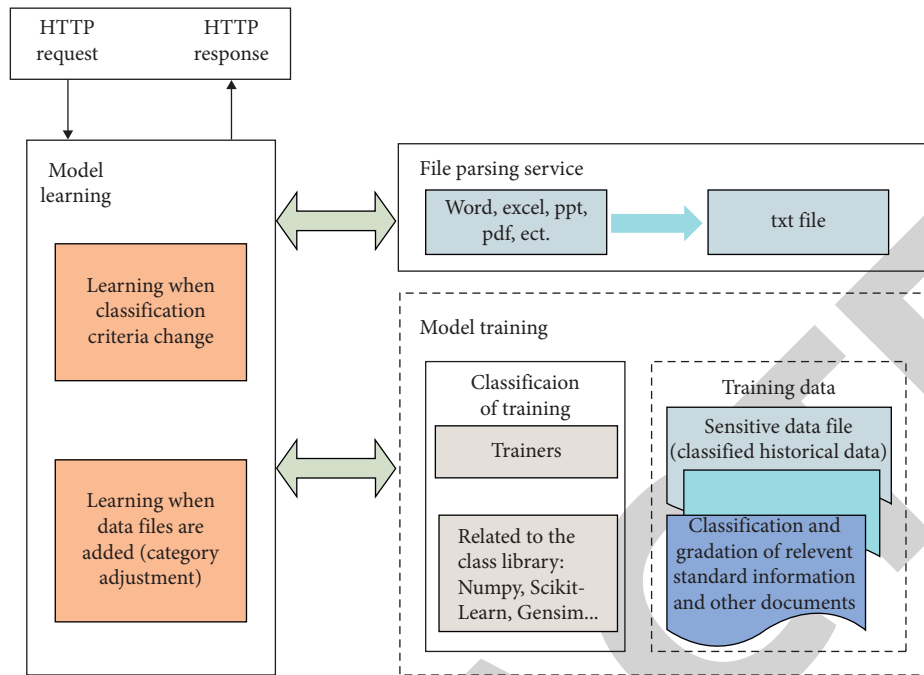 HTTP
request
HTTP
response
Model
learning
Learning when
classification
criteria change
Learning when
data files are
added (category
adjustment)
File parsing service
Word, excel, ppt,
pdf, ect.
txt file
Model training
Classificaion
of training
Trainers
Related to the
class library:
Numpy, Scikit-
Learn, Gensim...
Training data
Sensitive data file
(classified historical data)
Classification and
gradation of relevent
standard information
and other documents